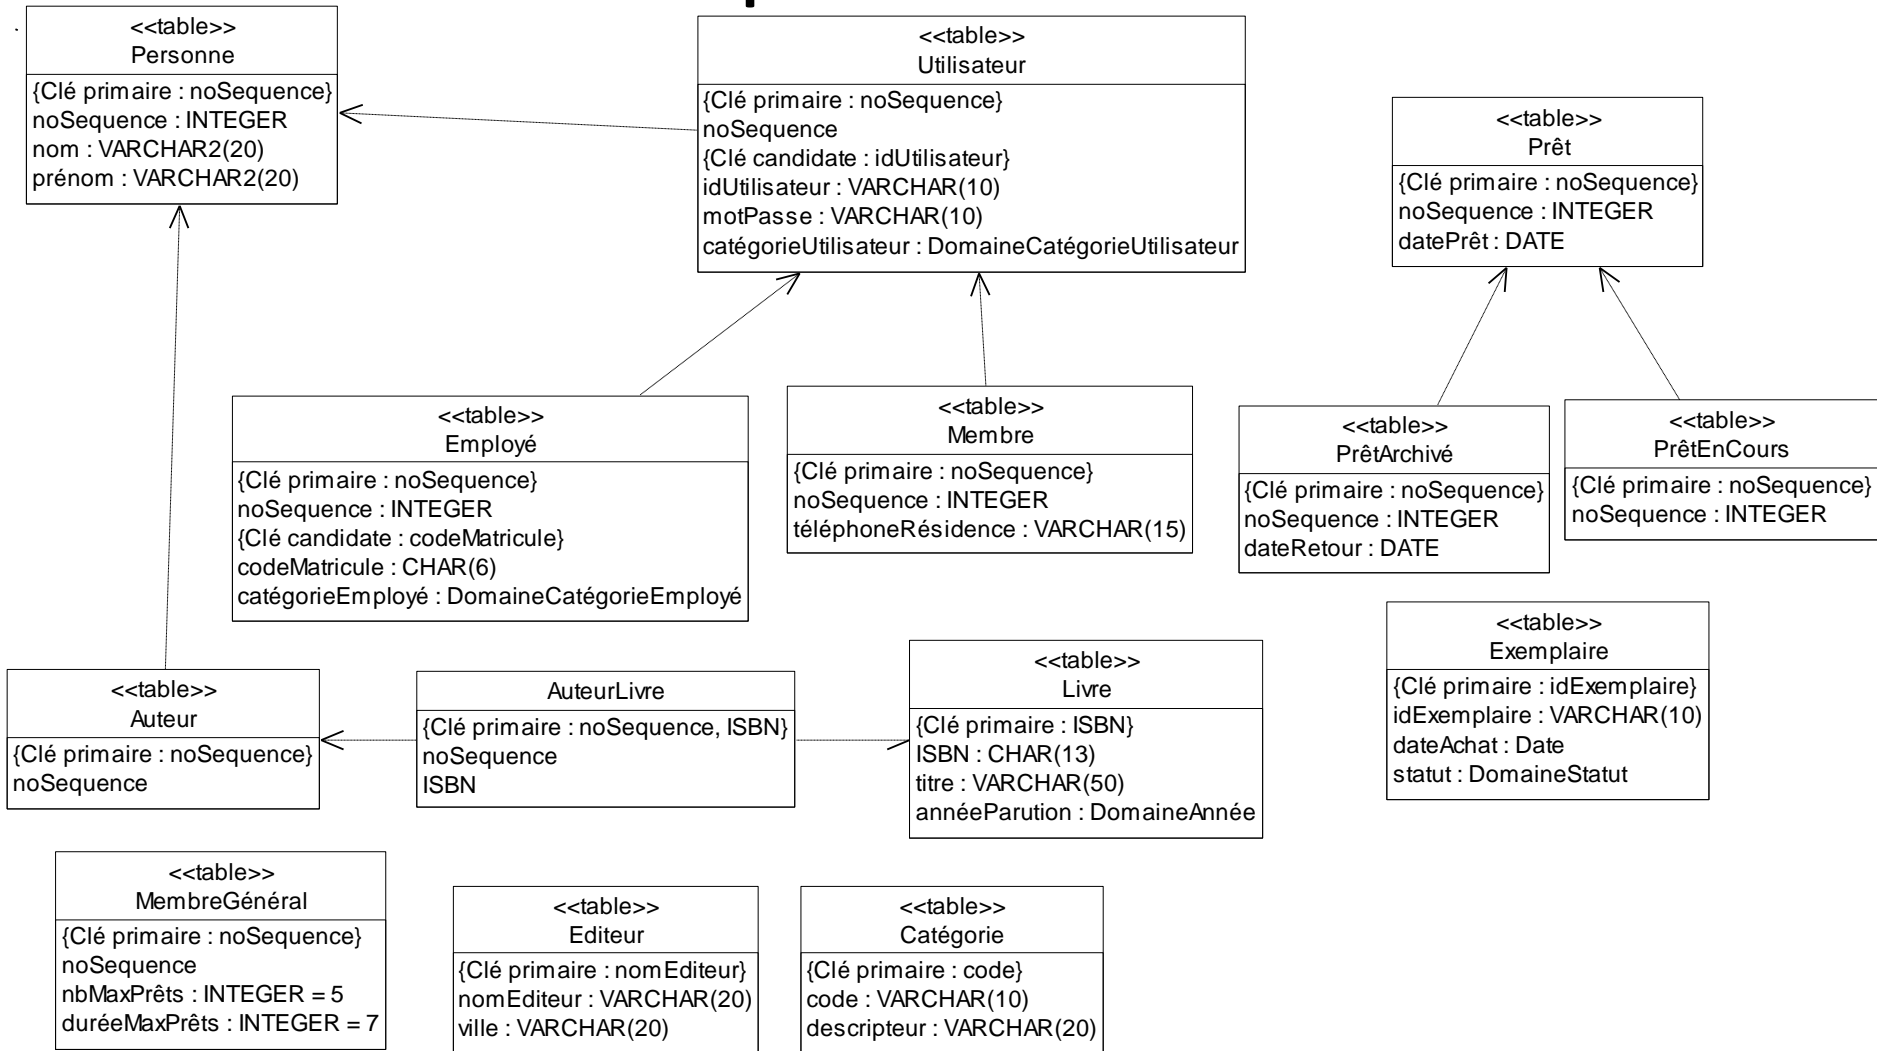 <<table>>
Personne
{Clé primaire : noSequence}
noSequence : INTEGER
nom : VARCHAR2(20)
prénom : VARCHAR2(20)
<<table>>
Utilisateur
{Clé primaire : noSequence}
noSequence
{Clé candidate : idUtilisateur}
idUtilisateur : VARCHAR(10)
motPasse : VARCHAR(10)
catégorieUtilisateur : DomaineCatégorieUtilisateur
<<table>>
Prêt
{Clé primaire : noSequence}
noSequence : INTEGER
datePrêt : DATE
<<table>>
Employé
{Clé primaire : noSequence}
noSequence : INTEGER
{Clé candidate : codeMatricule}
codeMatricule : CHAR(6)
catégorieEmployé : DomaineCatégorieEmployé
<<table>>
Membre
{Clé primaire : noSequence}
noSequence : INTEGER
téléphoneRésidence : VARCHAR(15)
<<table>>
PrêtArchivé
{Clé primaire : noSequence}
noSequence : INTEGER
dateRetour : DATE
<<table>>
PrêtEnCours
{Clé primaire : noSequence}
noSequence : INTEGER
<<table>>
Auteur
{Clé primaire : noSequence}
noSequence
AuteurLivre
{Clé primaire : noSequence, ISBN}
noSequence
ISBN
<<table>>
Livre
{Clé primaire : ISBN}
ISBN : CHAR(13)
titre : VARCHAR(50)
annéeParution : DomaineAnnée
<<table>>
Exemplaire
{Clé primaire : idExemplaire}
idExemplaire : VARCHAR(10)
dateAchat : Date
statut : DomaineStatut
<<table>>
MembreGénéral
{Clé primaire : noSequence}
noSequence
nbMaxPrêts : INTEGER = 5
duréeMaxPrêts : INTEGER = 7
<<table>>
Editeur
{Clé primaire : nomEditeur}
nomEditeur : VARCHAR(20)
ville : VARCHAR(20)
<<table>>
Catégorie
{Clé primaire : code}
code : VARCHAR(10)
descripteur : VARCHAR(20)